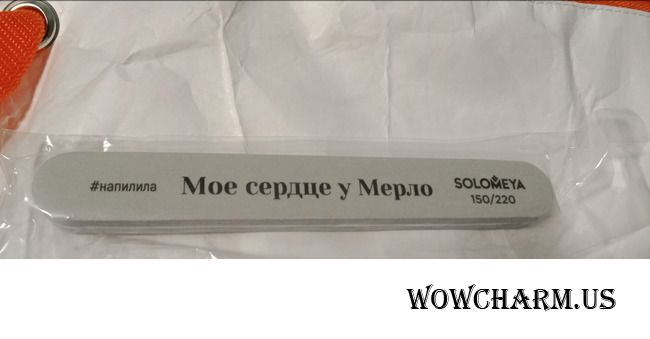 #напилила
Мое сердце у Мерло
SOLOMEYA
150/220
WOWCHARM.US